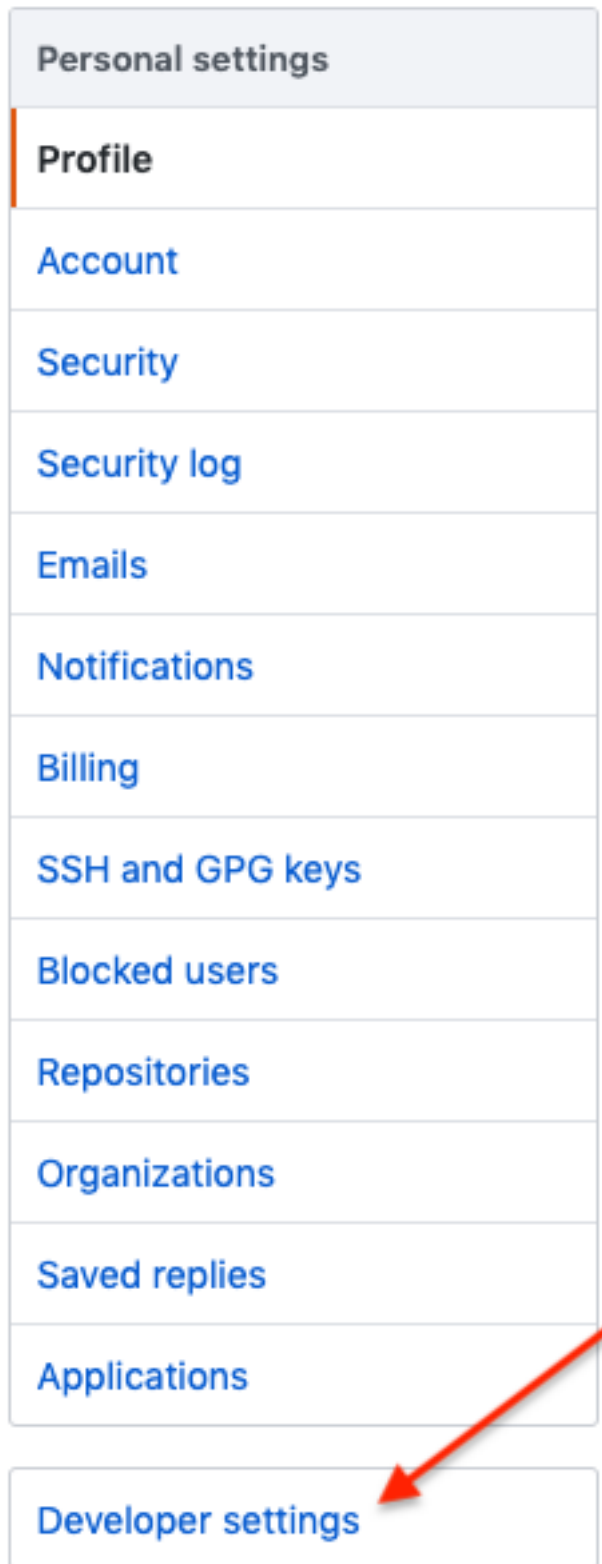 Personal settings
Profile
Account
Security
Security log
Emails
Notifications
Billing
SSH and GPG keys
Blocked users
Repositories
Organizations
Saved replies
Applications
Developer settings